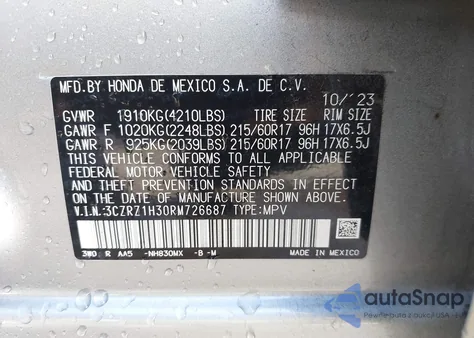 MFD.BY HONDA DE MEXICO S.A. DE C.V.
10/'23
GVWR 1910KG(4210LBS) TIRE SIZE RIM SIZE
GAWR F 1020KG(2248LBS) 215/60R17 96H 17X6.5J
GAWR R 925KG(2039LBS) 215/60R17 96H 17X6.5J
THIS VEHICLE CONFORMS TO ALL APPLICABLE
FEDERAL MOTOR VEHICLE SAFETY, BUMPER,
AND THEFT PREVENTION STANDARDS IN EFFECT
ON THE DATE OF MANUFACTURE SHOWN ABOVE.
V.I.N:3CZRZ1H30RM726687 TYPE:MPV
3W0 R AA5 -NH830MX -B -M MADE IN MEXICO
autoSnap